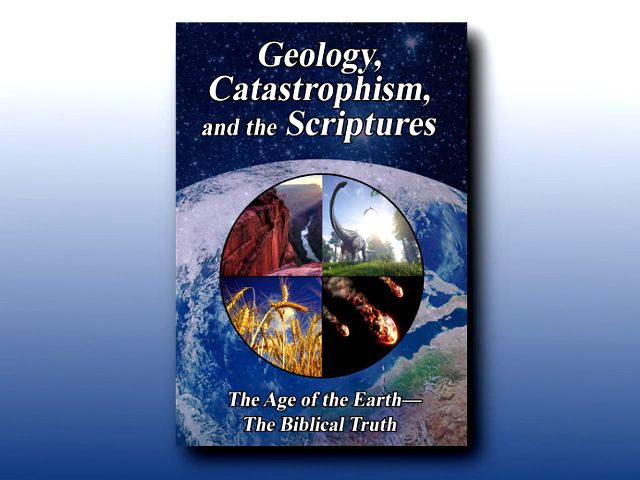 Geology,
Catastrophism,
and the Scriptures
The Age of the Earth—
The Biblical Truth